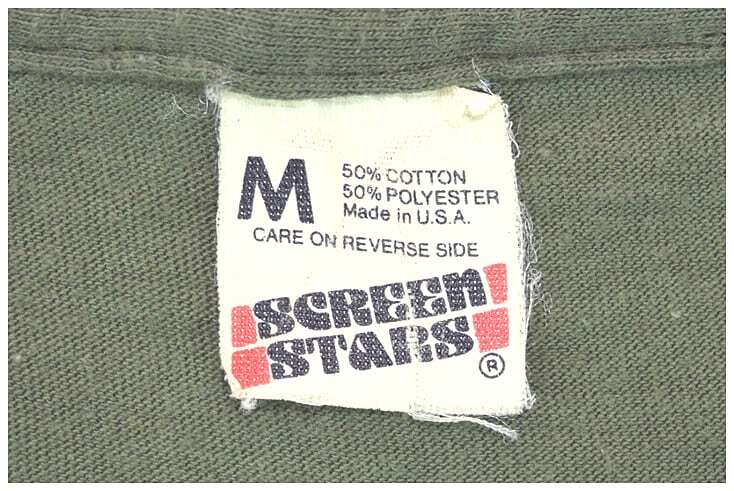 M
50% COTTON
50% POLYESTER
Made in U.S.A.
CARE ON REVERSE SIDE
SCREEN
STARS
®